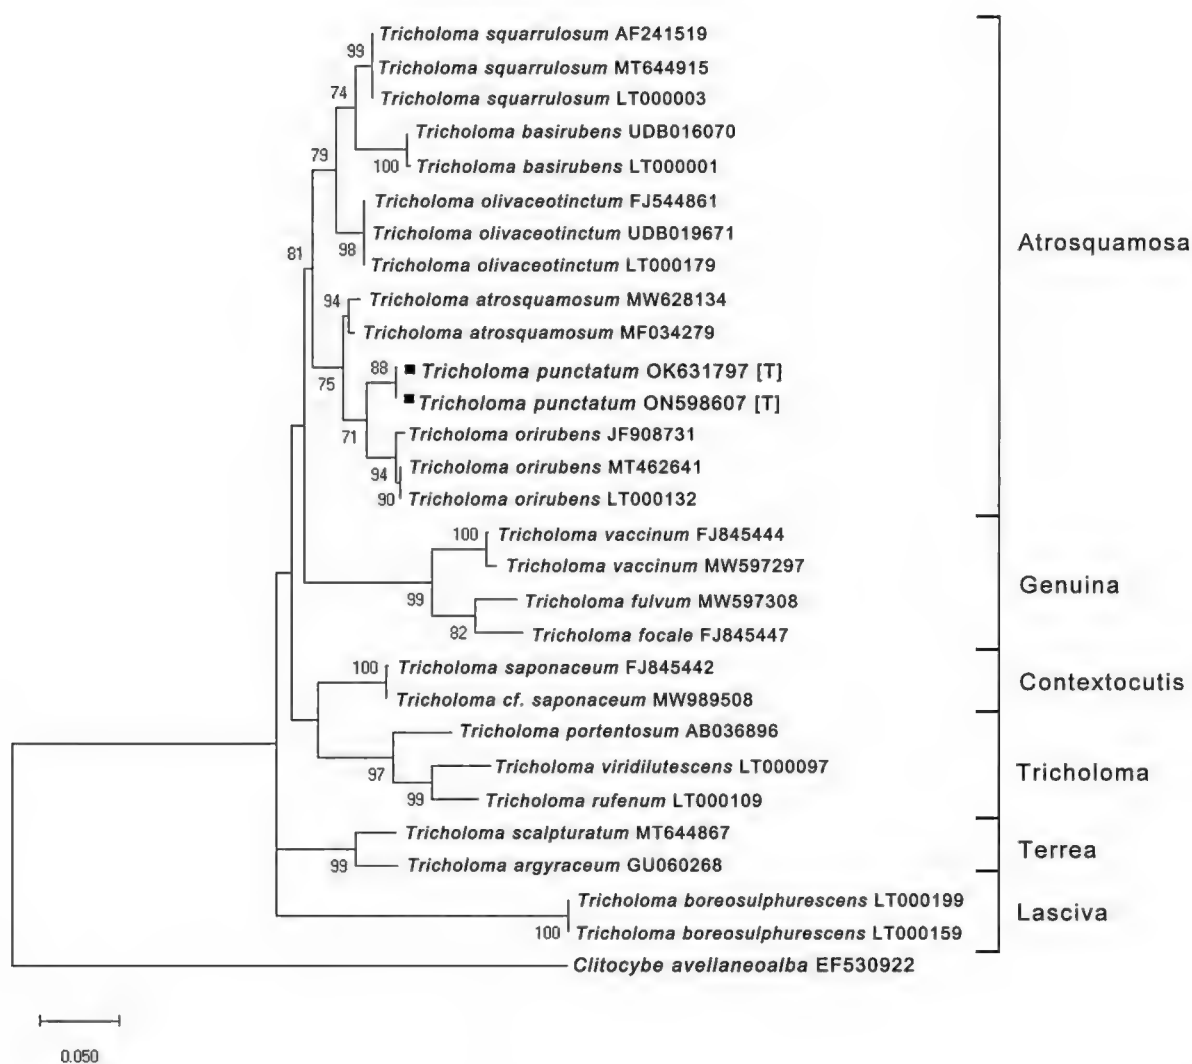 Tricholoma squarrulosum AF241519
99
Tricholoma squarrulosum MT644915
74
Tricholoma squarrulosum LT000003
Tricholoma basirubens UDB016070
79
100
Tricholoma basirubens LT000001
Tricholoma olivaceotinctum FJ544861
Tricholoma olivaceotinctum UDB019671
Atrosquamosa
81
98
Tricholoma olivaceotinctum LT000179
94
Tricholoma atrosquamosum MW628134
Tricholoma atrosquamosum MF034279
88
■ Tricholoma punctatum OK631797 [T]
75
■ Tricholoma punctatum ON598607 [T]
71
Tricholoma orirubens JF908731
94
Tricholoma orirubens MT462641
90
Tricholoma orirubens LT000132
100
Tricholoma vaccinum FJ845444
Tricholoma vaccinum MW597297
Genuina
99
Tricholoma fulvum MW597308
82
Tricholoma focale FJ845447
100
Tricholoma saponaceum FJ845442
Contextocutis
Tricholoma cf. saponaceum MW989508
Tricholoma portentosum AB036896
97
Tricholoma viridilutescens LT000097
Tricholoma
99
Tricholoma rufenum LT000109
Tricholoma scalpturatum MT644867
Terrea
99
Tricholoma argyraceum GU060268
Tricholoma boreosulphurescens LT000199
Lasciva
100
Tricholoma boreosulphurescens LT000159
Clitocybe avellaneoalba EF530922
0.050